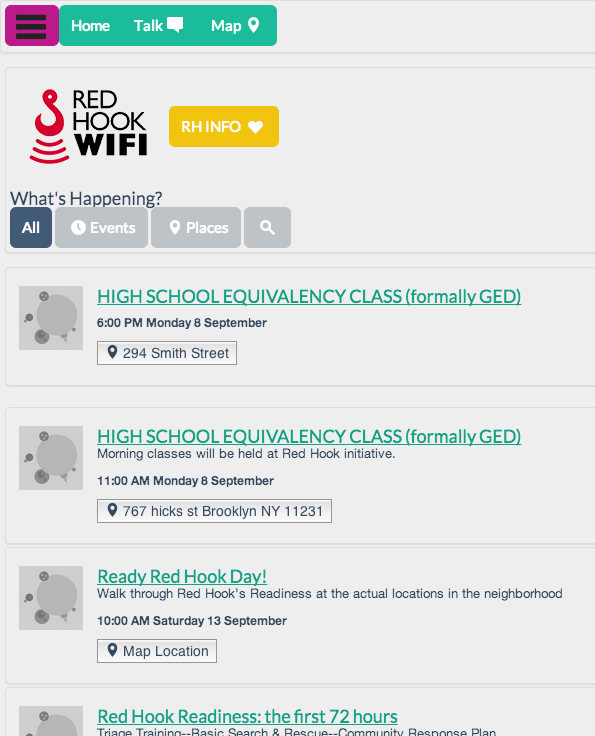 Home Talk Map
RED
HOOK
WIFI
RH INFO
What's Happening?
All Events Places
HIGH SCHOOL EQUIVALENCY CLASS (formally GED)
6:00 PM Monday 8 September
294 Smith Street
HIGH SCHOOL EQUIVALENCY CLASS (formally GED)
Morning classes will be held at Red Hook initiative.
11:00 AM Monday 8 September
767 hicks st Brooklyn NY 11231
Ready Red Hook Day!
Walk through Red Hook's Readiness at the actual locations in the neighborhood
10:00 AM Saturday 13 September
Map Location
Red Hook Readiness: the first 72 hours
Triage Training--Basic Search & Rescue--Community Response Plan